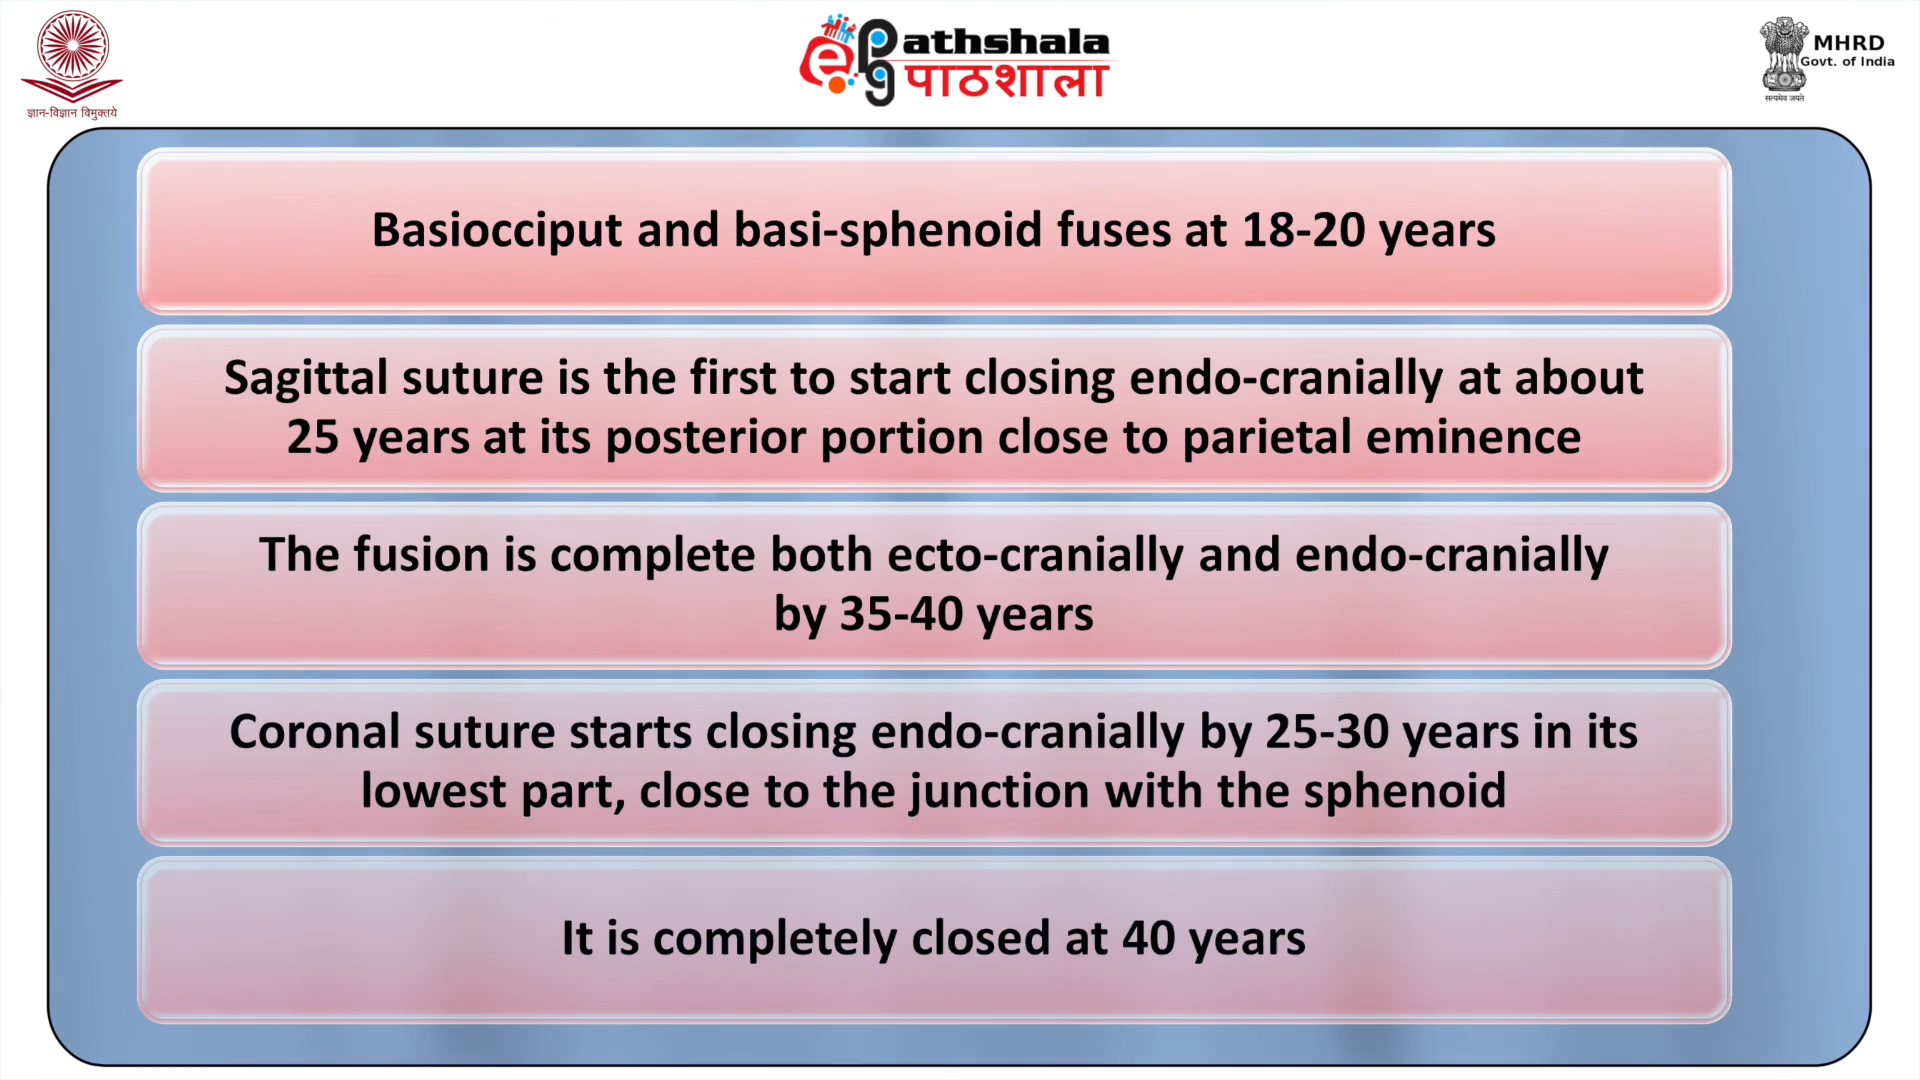 ज्ञान-विज्ञान विमुक्तये
e pg athshala
पाठशाला
MHRD
Govt. of India
सत्यमेव जयते
Basiocciput and basi-sphenoid fuses at 18-20 years
Sagittal suture is the first to start closing endo-cranially at about
25 years at its posterior portion close to parietal eminence
The fusion is complete both ecto-cranially and endo-cranially
by 35-40 years
Coronal suture starts closing endo-cranially by 25-30 years in its
lowest part, close to the junction with the sphenoid
It is completely closed at 40 years